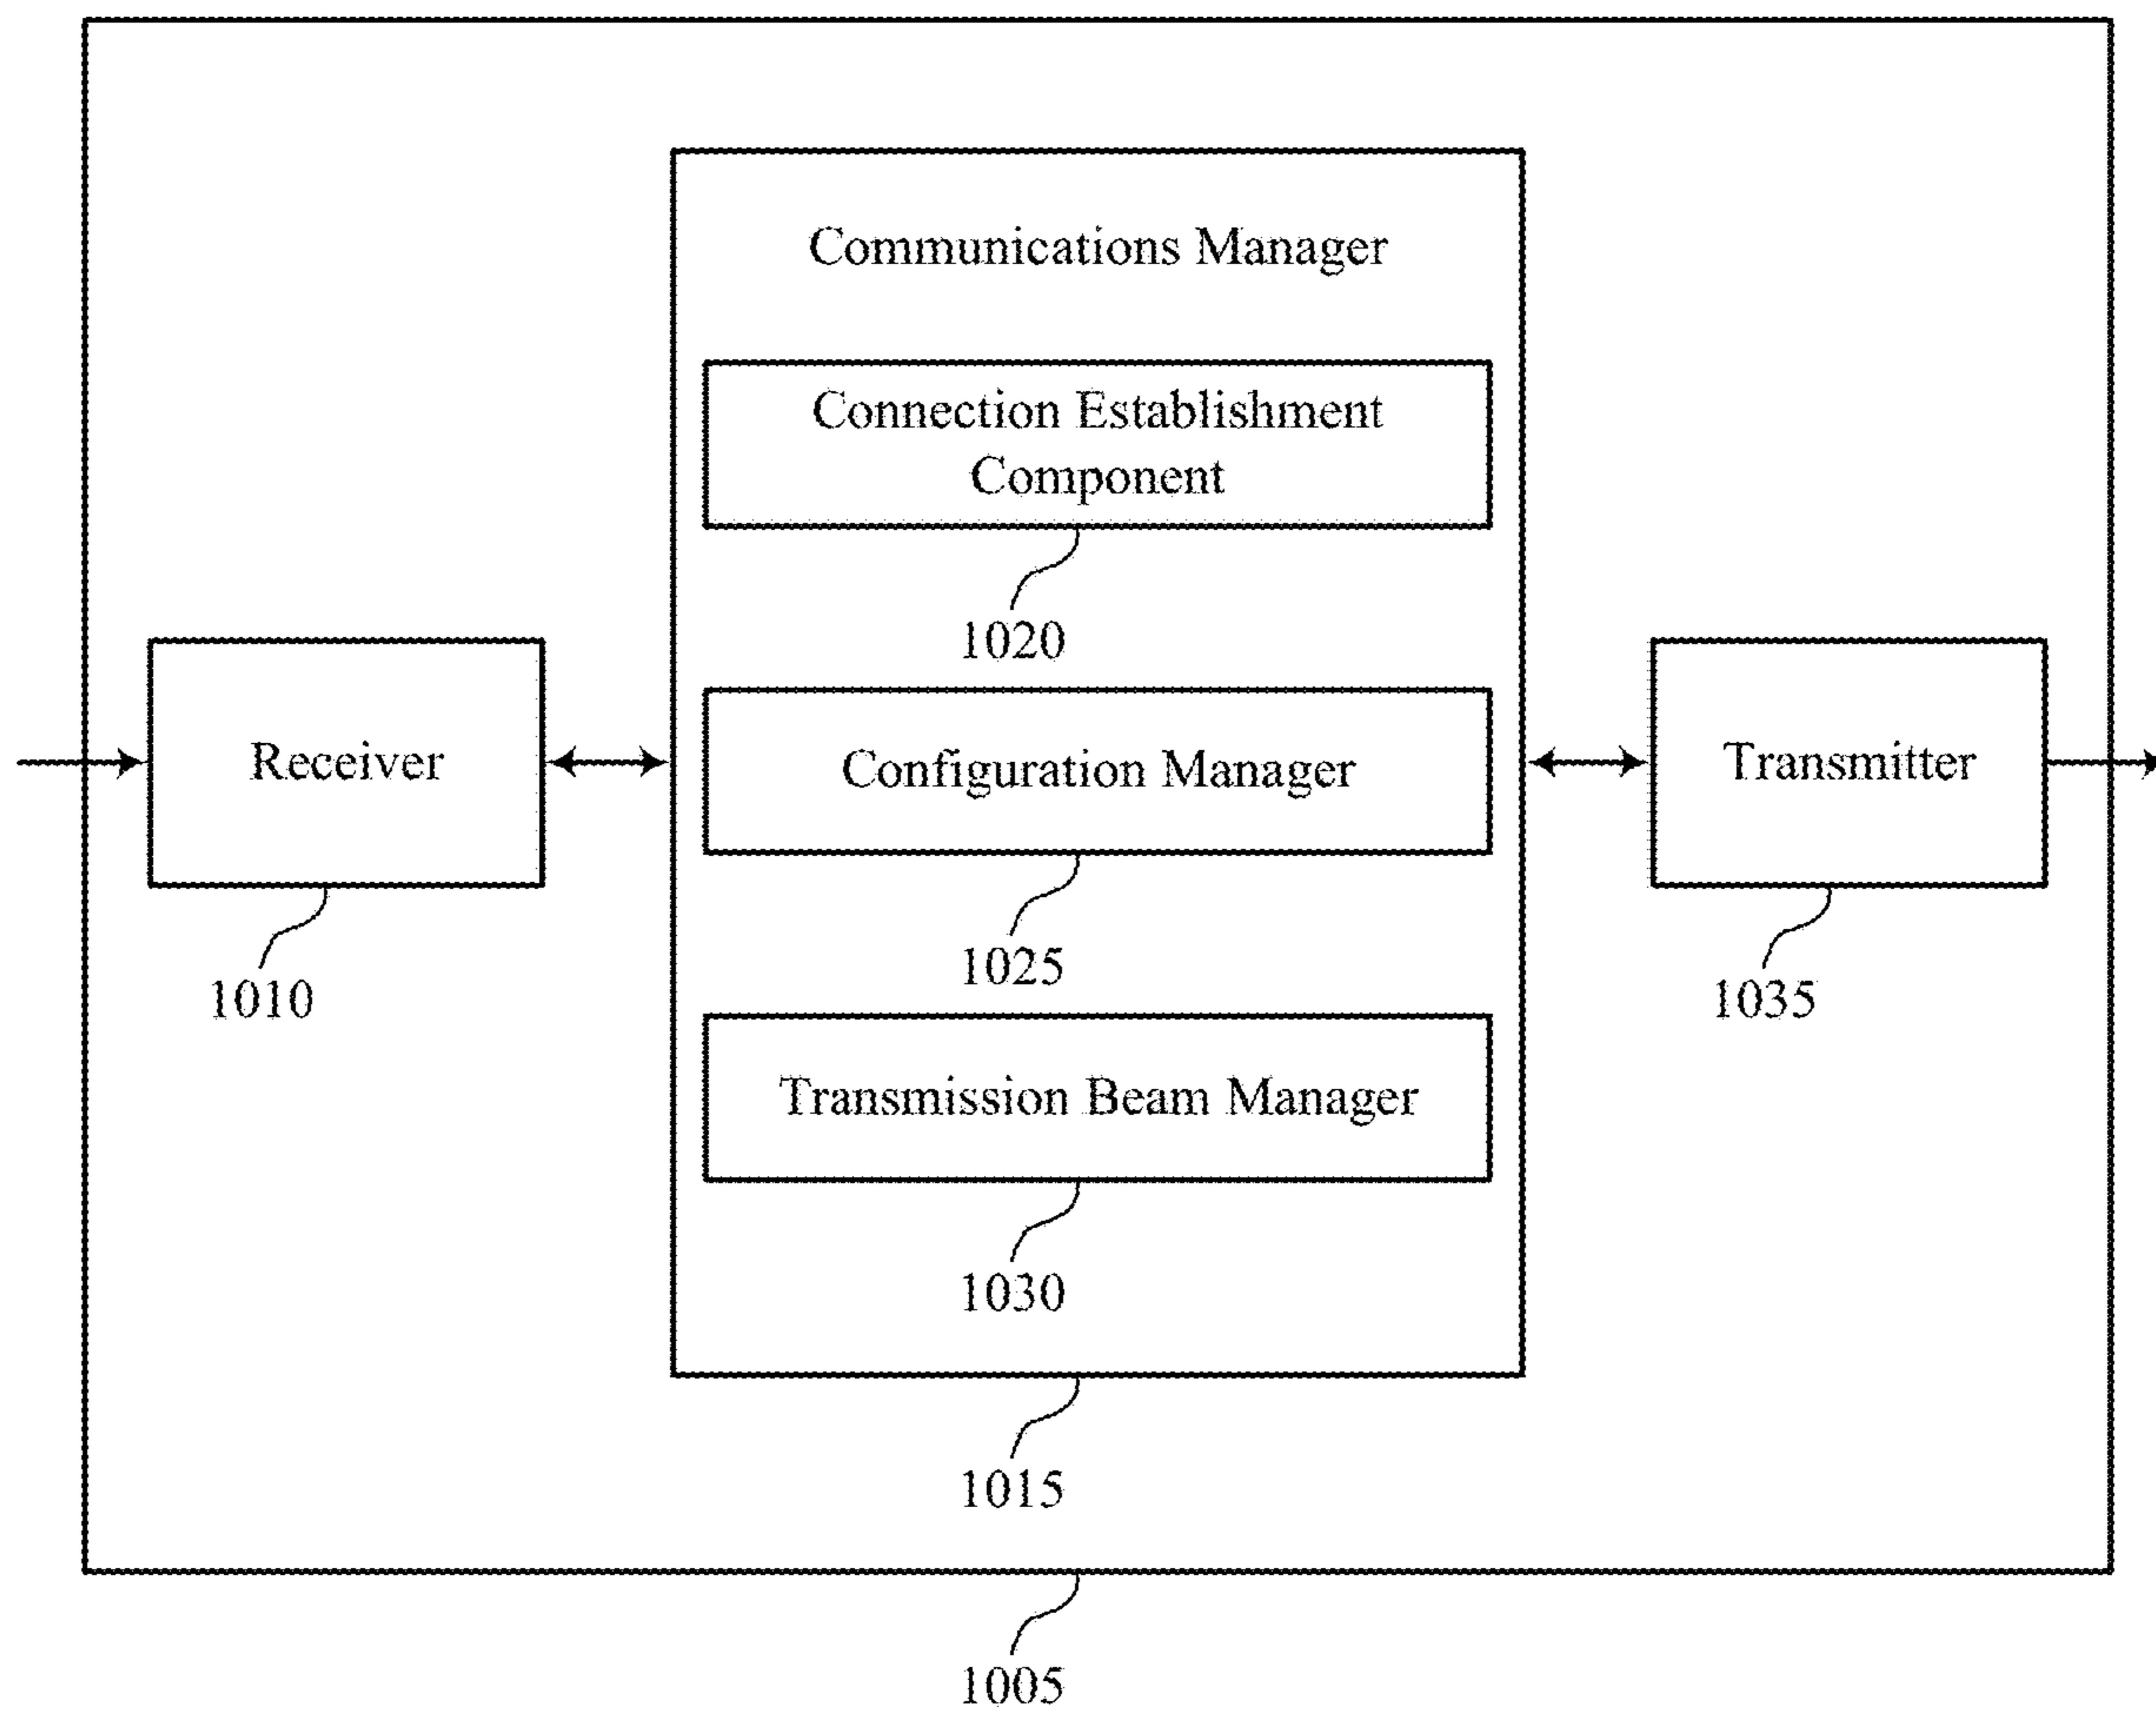 Communications Manager
Connection Establishment
Component
1020
Receiver
1010
Configuration Manager
1025
Transmitter
1035
Transmission Beam Manager
1030
1015
1005